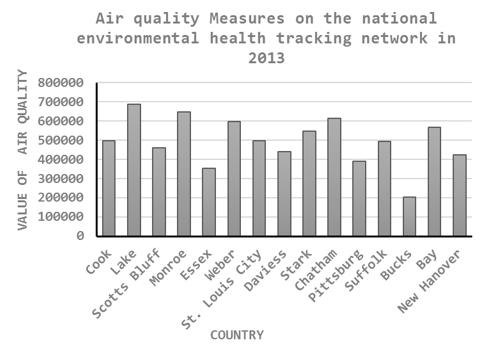 Air quality Measures on the national
environmental health tracking network in
2013
VALUE OF AIR QUALITY
800000
700000
600000
500000
400000
300000
200000
100000
0
Cook
Lake
Scotts Bluff
Monroe
Essex
Weber
St. Louis City
Daviess
Stark
Chatham
Pittsburg
Suffolk
Bucks
Bay
New Hanover
COUNTRY